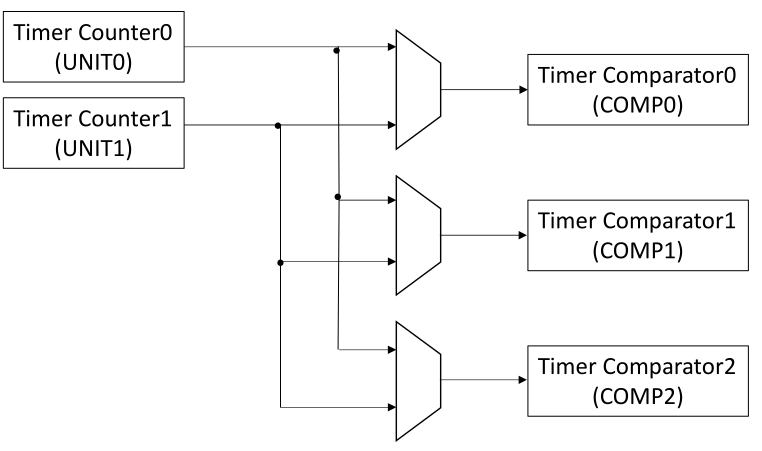 Timer Counter0
(UNIT0)
Timer Counter1
(UNIT1)
Timer Comparator0
(COMP0)
Timer Comparator1
(COMP1)
Timer Comparator2
(COMP2)